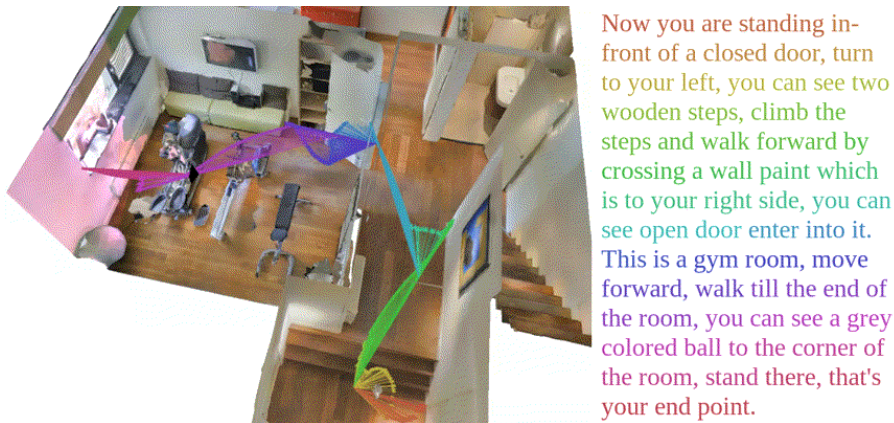 Now you are standing in-
front of a closed door, turn
to your left, you can see two
wooden steps, climb the
steps and walk forward by
crossing a wall paint which
is to your right side, you can
see open door enter into it.
This is a gym room, move
forward, walk till the end of
the room, you can see a grey
colored ball to the corner of
the room, stand there, that's
your end point.